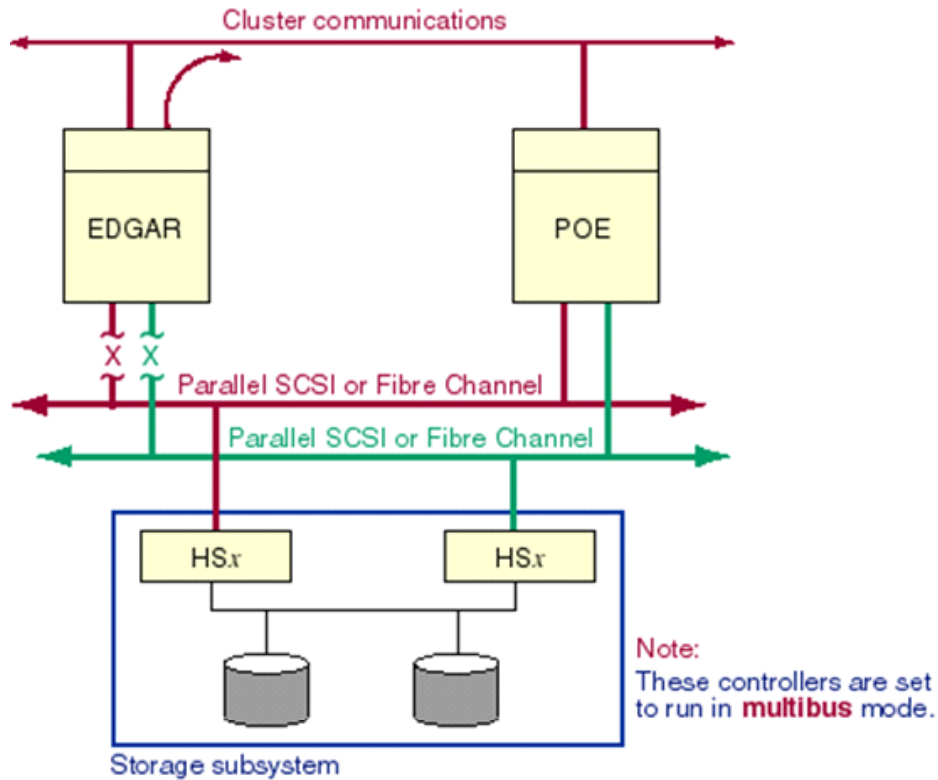 Cluster communications
EDGAR
POE
X X
Parallel SCSI or Fibre Channel
Parallel SCSI or Fibre Channel
HSx
HSx
Note:
These controllers are set
to run in multibus mode.
Storage subsystem